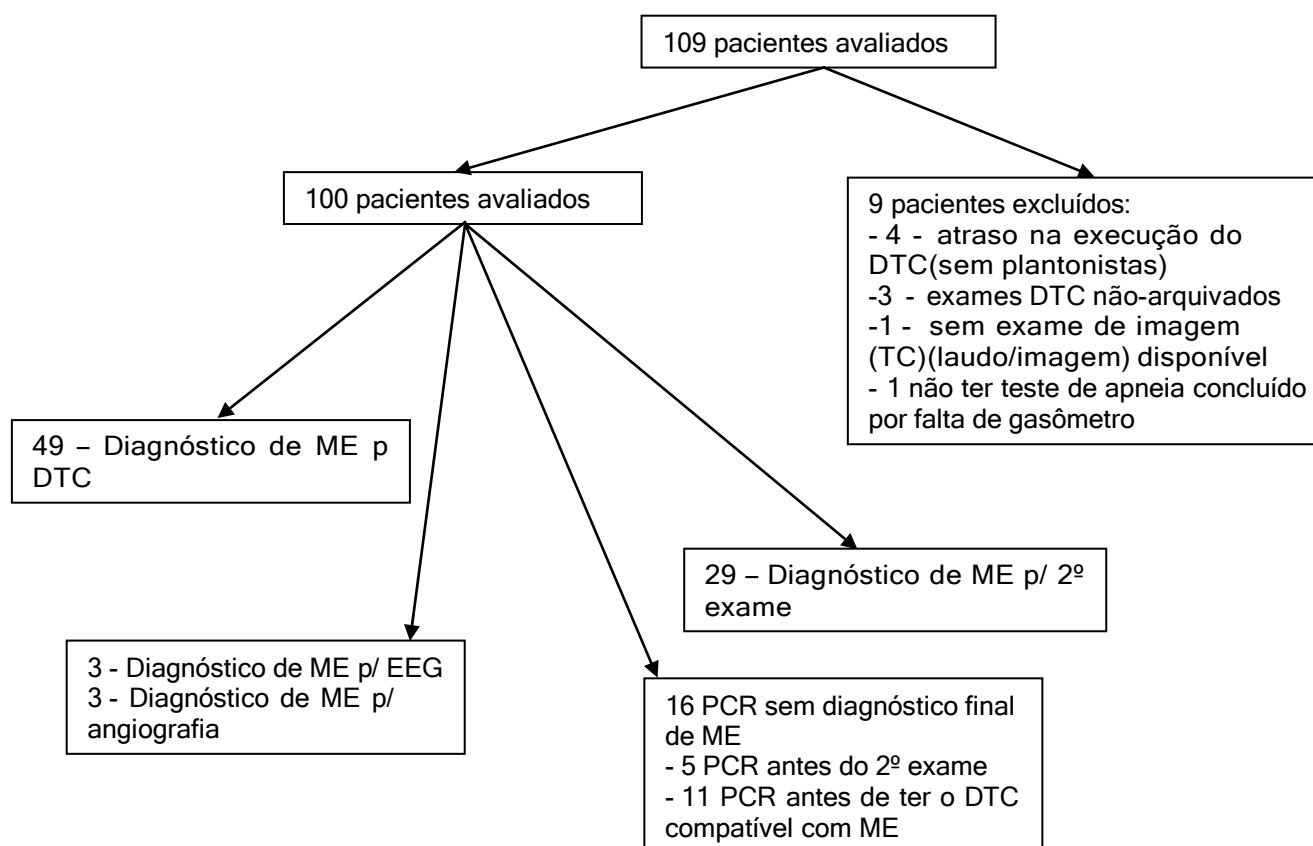 109 pacientes avaliados
100 pacientes avaliados
9 pacientes excluídos:
- 4 - atraso na execução do
DTC(sem plantonistas)
-3 - exames DTC não-arquivados
-1 - sem exame de imagem
(TC)(laudo/imagem) disponível
- 1 não ter teste de apneia concluído
por falta de gasômetro
49 – Diagnóstico de ME p
DTC
29 – Diagnóstico de ME p/ 2º
exame
3 - Diagnóstico de ME p/ EEG
3 - Diagnóstico de ME p/
angiografia
16 PCR sem diagnóstico final
de ME
- 5 PCR antes do 2º exame
- 11 PCR antes de ter o DTC
compatível com ME